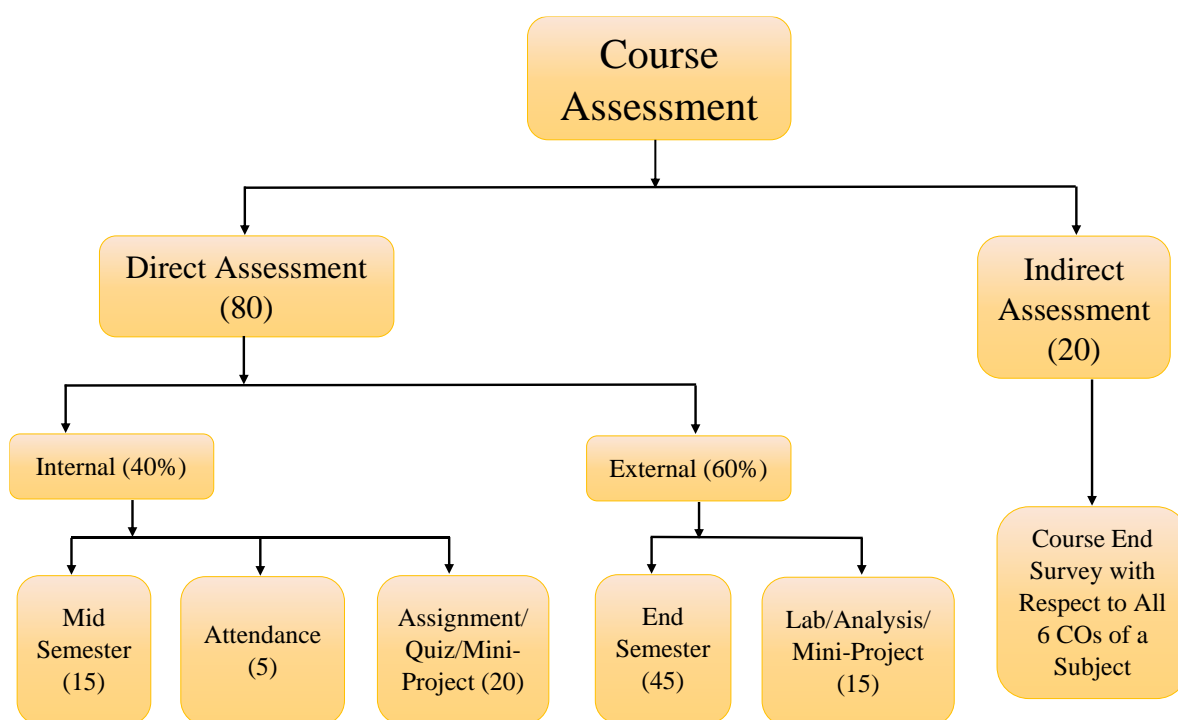 Course
Assessment
Direct Assessment
(80)
Indirect
Assessment
(20)
Internal (40%)
External (60%)
Mid
Semester
(15)
Attendance
(5)
Assignment/
Quiz/Mini-
Project (20)
End
Semester
(45)
Lab/Analysis/
Mini-Project
(15)
Course End
Survey with
Respect to All
6 COs of a
Subject